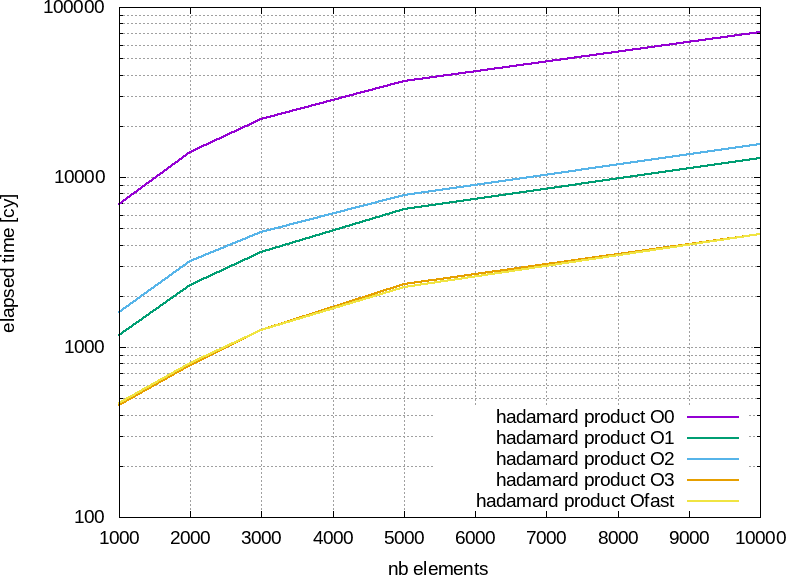 100000
10000
1000
100
elapsed time [cy]
hadamard product O0
hadamard product O1
hadamard product O2
hadamard product O3
hadamard product Ofast
1000 2000 3000 4000 5000 6000 7000 8000 9000 10000
nb elements